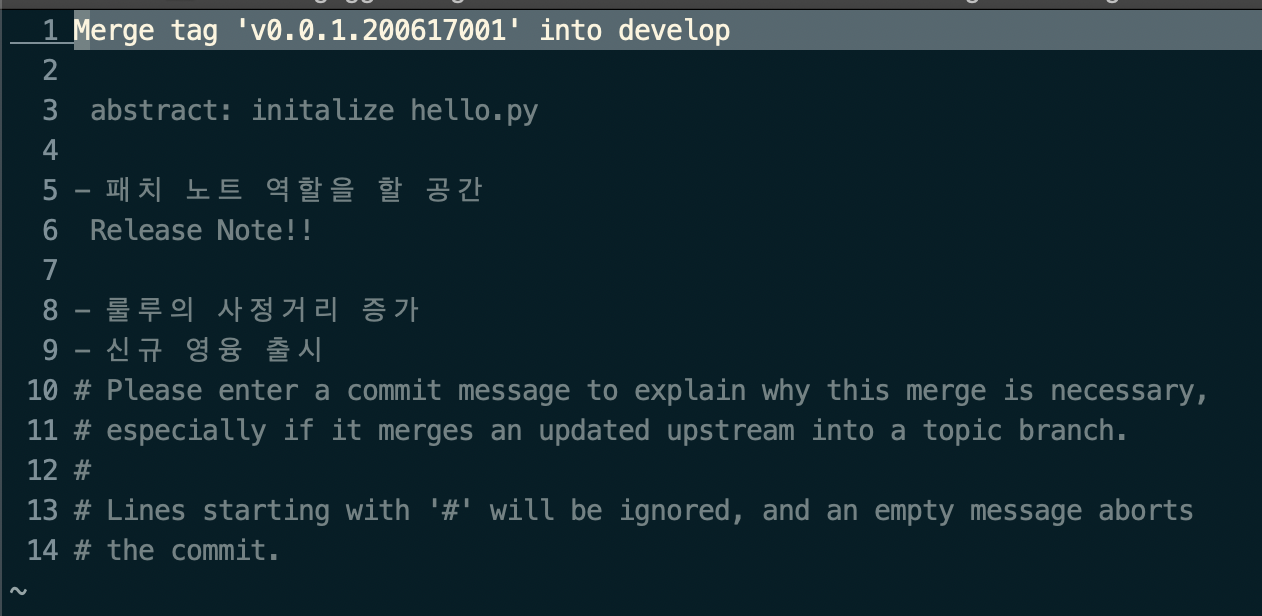 1 Merge tag 'v0.0.1.200617001' into develop
2
3 abstract: initalize hello.py
4
5 - 패치 노트 역할을 할 공간
6 Release Note!!
7
8 - 룰루의 사정거리 증가
9 - 신규 영웅 출시
10 # Please enter a commit message to explain why this merge is necessary,
11 # especially if it merges an updated upstream into a topic branch.
12 #
13 # Lines starting with '#' will be ignored, and an empty message aborts
14 # the commit.
~